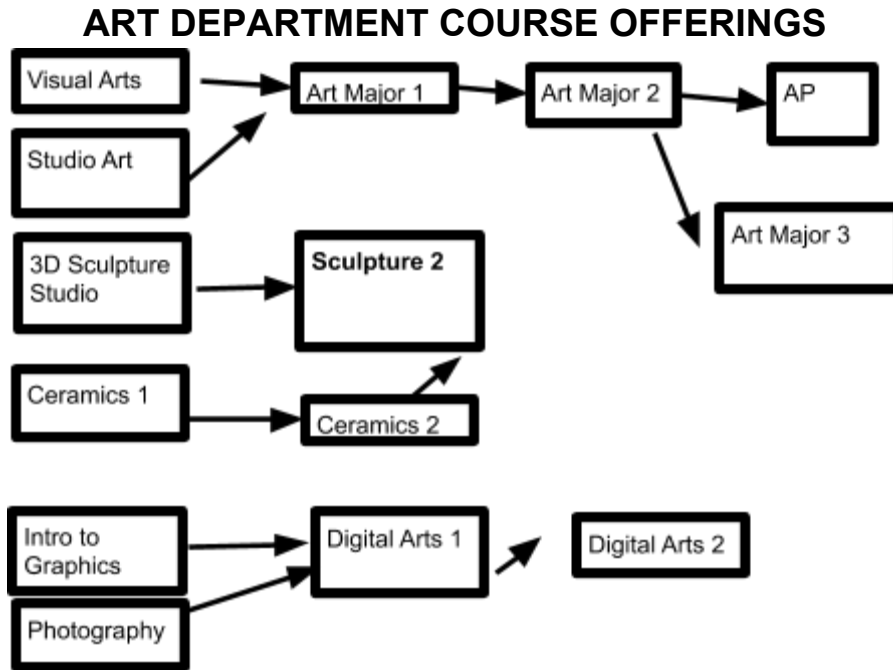 ART DEPARTMENT COURSE OFFERINGS
Visual Arts
Art Major 1
Art Major 2
AP
Studio Art
Art Major 3
3D Sculpture
Studio
Sculpture 2
Ceramics 1
Ceramics 2
Intro to
Graphics
Digital Arts 1
Digital Arts 2
Photography